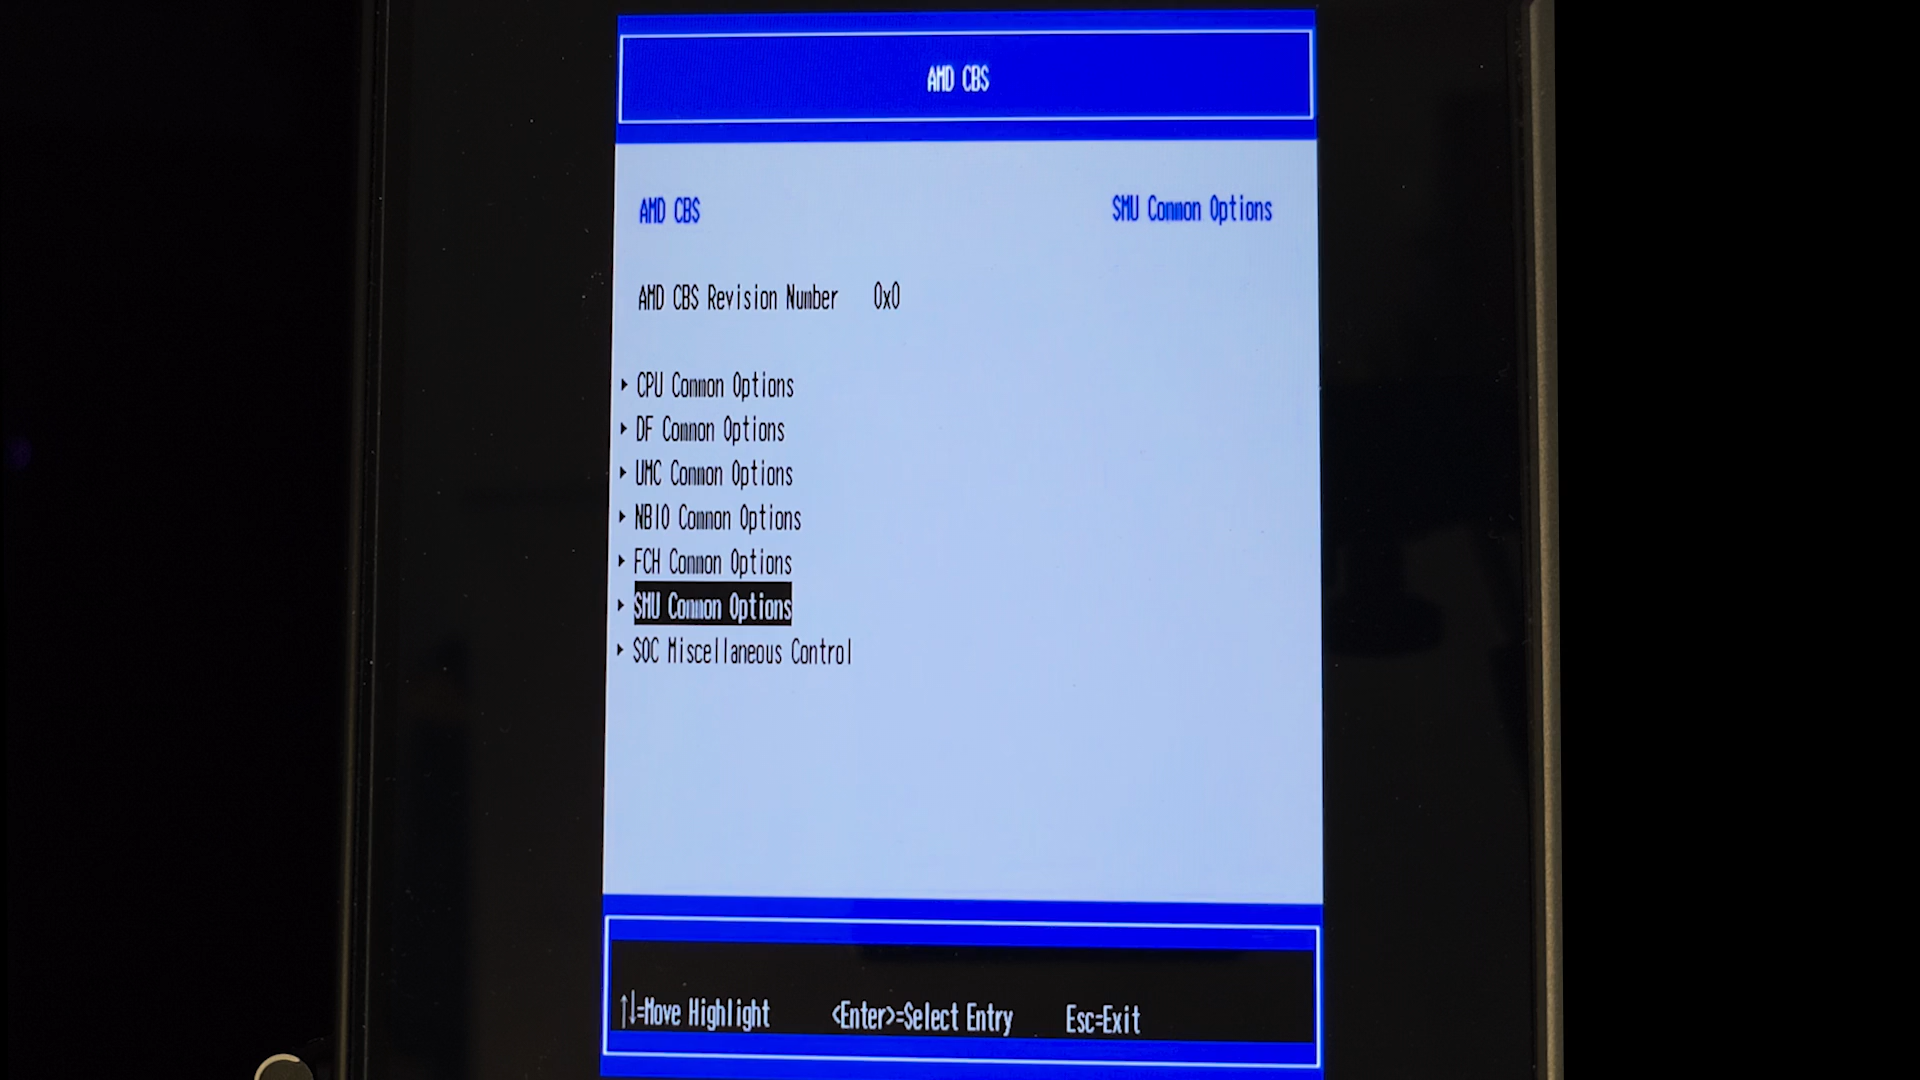 AMD CBS
AMD CBS SMU Common Options
AMD CBS Revision Number 0x0
CPU Common Options
DF Common Options
UMC Common Options
NBIO Common Options
FCH Common Options
SMU Common Options
SOC Miscellaneous Control
↑↓=Move Highlight <Enter>=Select Entry Esc=Exit